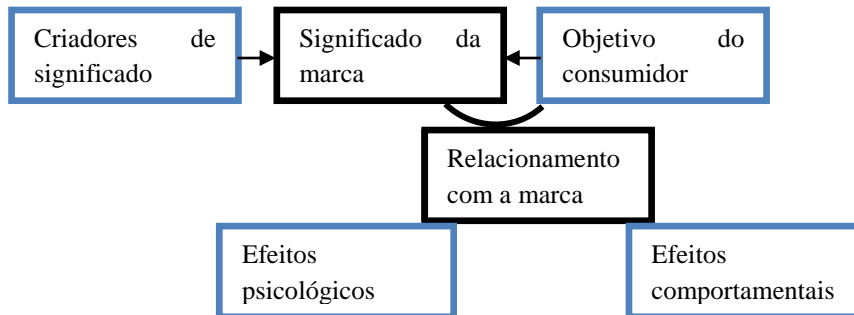 Criadores de
significado
Significado da
marca
Objetivo do
consumidor
Relacionamento
com a marca
Efeitos
psicológicos
Efeitos
comportamentais